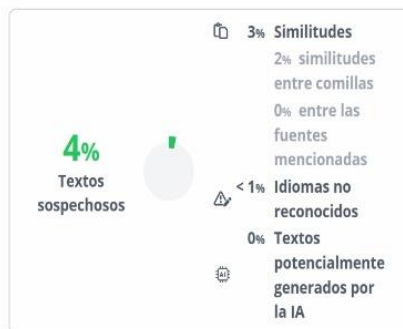 4%
Textos
sospechosos
3% Similitudes
2% similitudes
entre comillas
0% entre las
fuentes
mencionadas
< 1% Idiomas no
reconocidos
0% Textos
potencialmente
generados por
la IA
AI